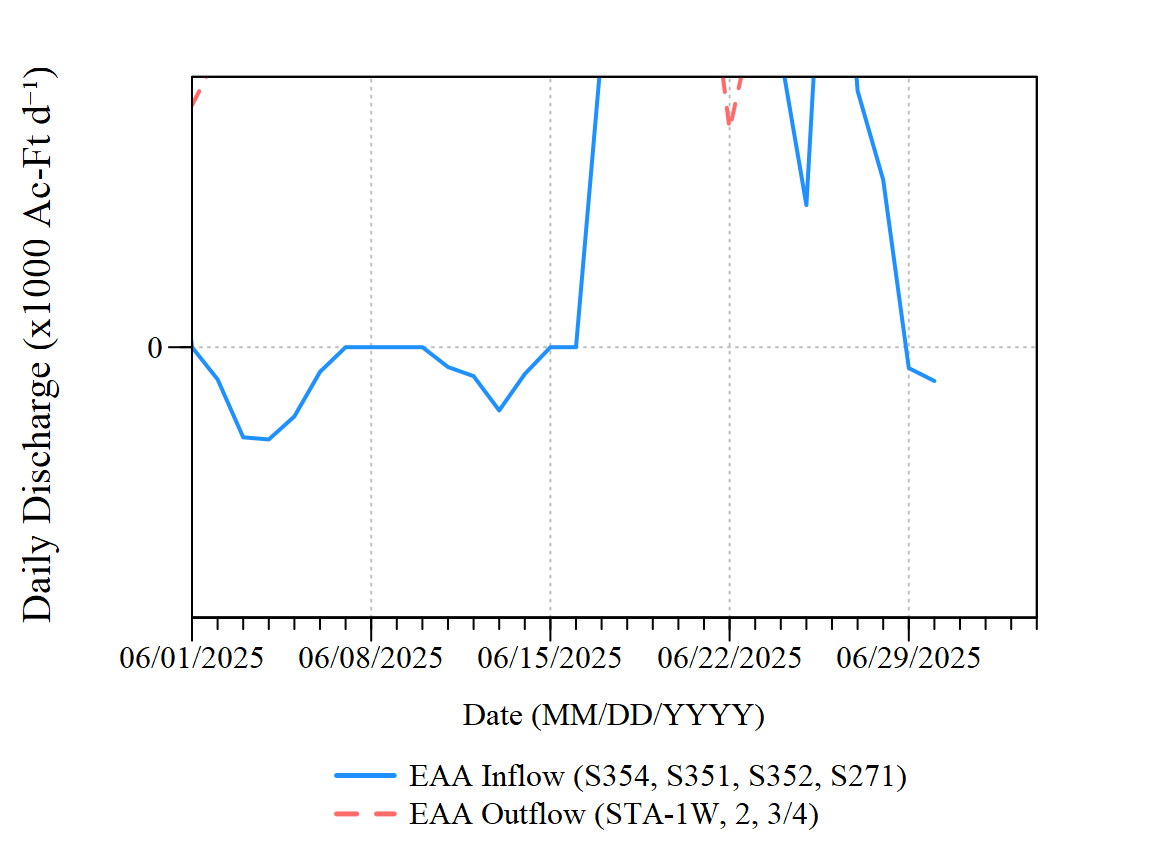 Daily Discharge (x1000 Ac-Ft d⁻¹)
0
06/01/2025 06/08/2025 06/15/2025 06/22/2025 06/29/2025
Date (MM/DD/YYYY)
EAA Inflow (S354, S351, S352, S271)
EAA Outflow (STA-1W, 2, 3/4)